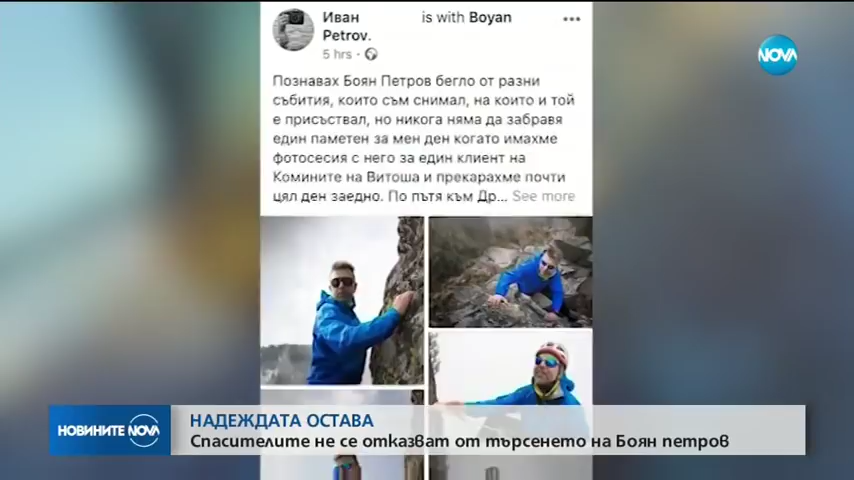 Иван is with Boyan
Petrov.
5 hrs ·
Познавах Боян Петров бегло от разни
събития, които съм снимал, на които и той
е присъствал, но никога няма да забравя
един паметен за мен ден когато имахме
фотосесия с него за един клиент на
Комините на Витоша и прекарахме почти
цял ден заедно. По пътя към Др... See more
NOVA
НОВИНИТЕ NOVA
НАДЕЖДАТА ОСТАВА
Спасителите не се отказват от търсенето на Боян петров